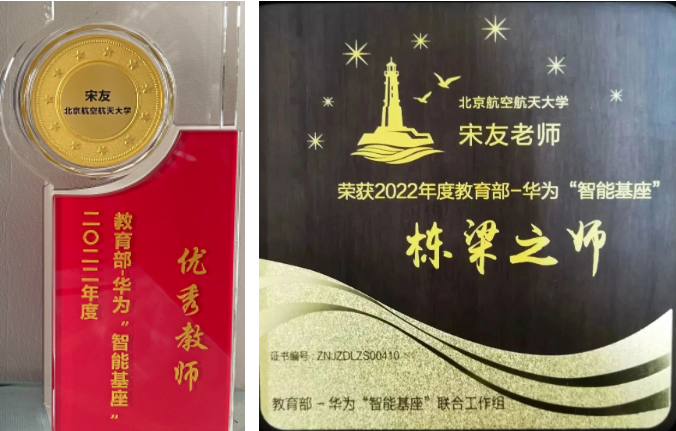 宋友
北京航空航天大学
优秀教师
教育部-华为“智能基座”
二〇二二年度
北京航空航天大学
宋友老师
荣获2022年度教育部-华为“智能基座”
栋梁之师
证书编号：ZNJZDLZS00410
教育部-华为“智能基座”联合工作组